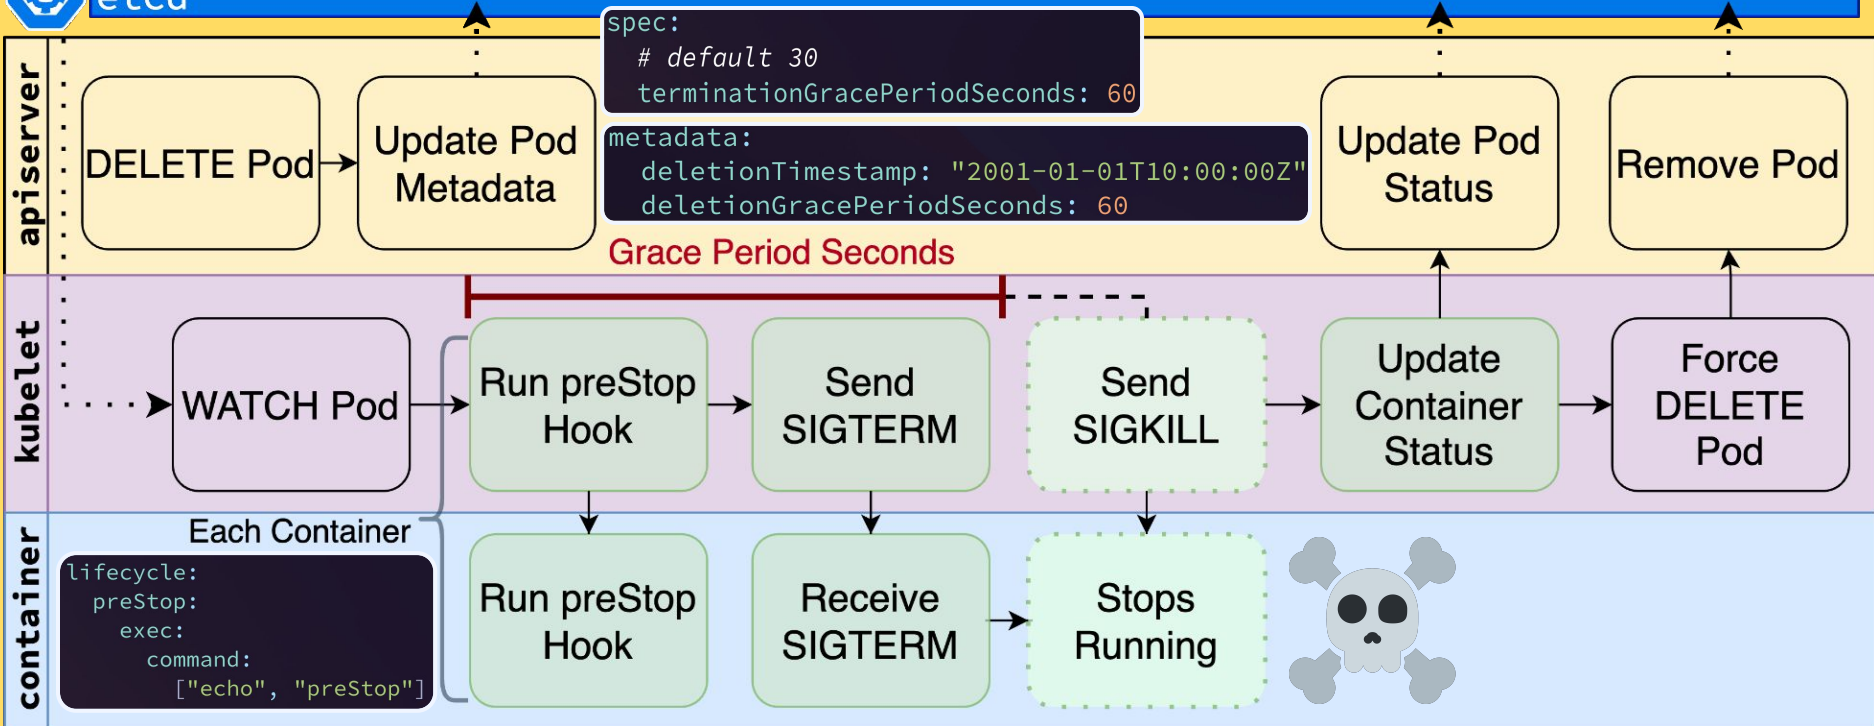 etcd
apiserver
DELETE Pod
Update Pod
Metadata
spec:
# default 30
terminationGracePeriodSeconds: 60
metadata:
deletionTimestamp: "2001-01-01T10:00:00Z"
deletionGracePeriodSeconds: 60
Update Pod
Status
Remove Pod
Grace Period Seconds
kubelet
WATCH Pod
Run preStop
Hook
Send
SIGTERM
Send
SIGKILL
Update
Container
Status
Force
DELETE
Pod
container
Each Container
lifecycle:
preStop:
exec:
command:
["echo", "preStop"]
Run preStop
Hook
Receive
SIGTERM
Stops
Running